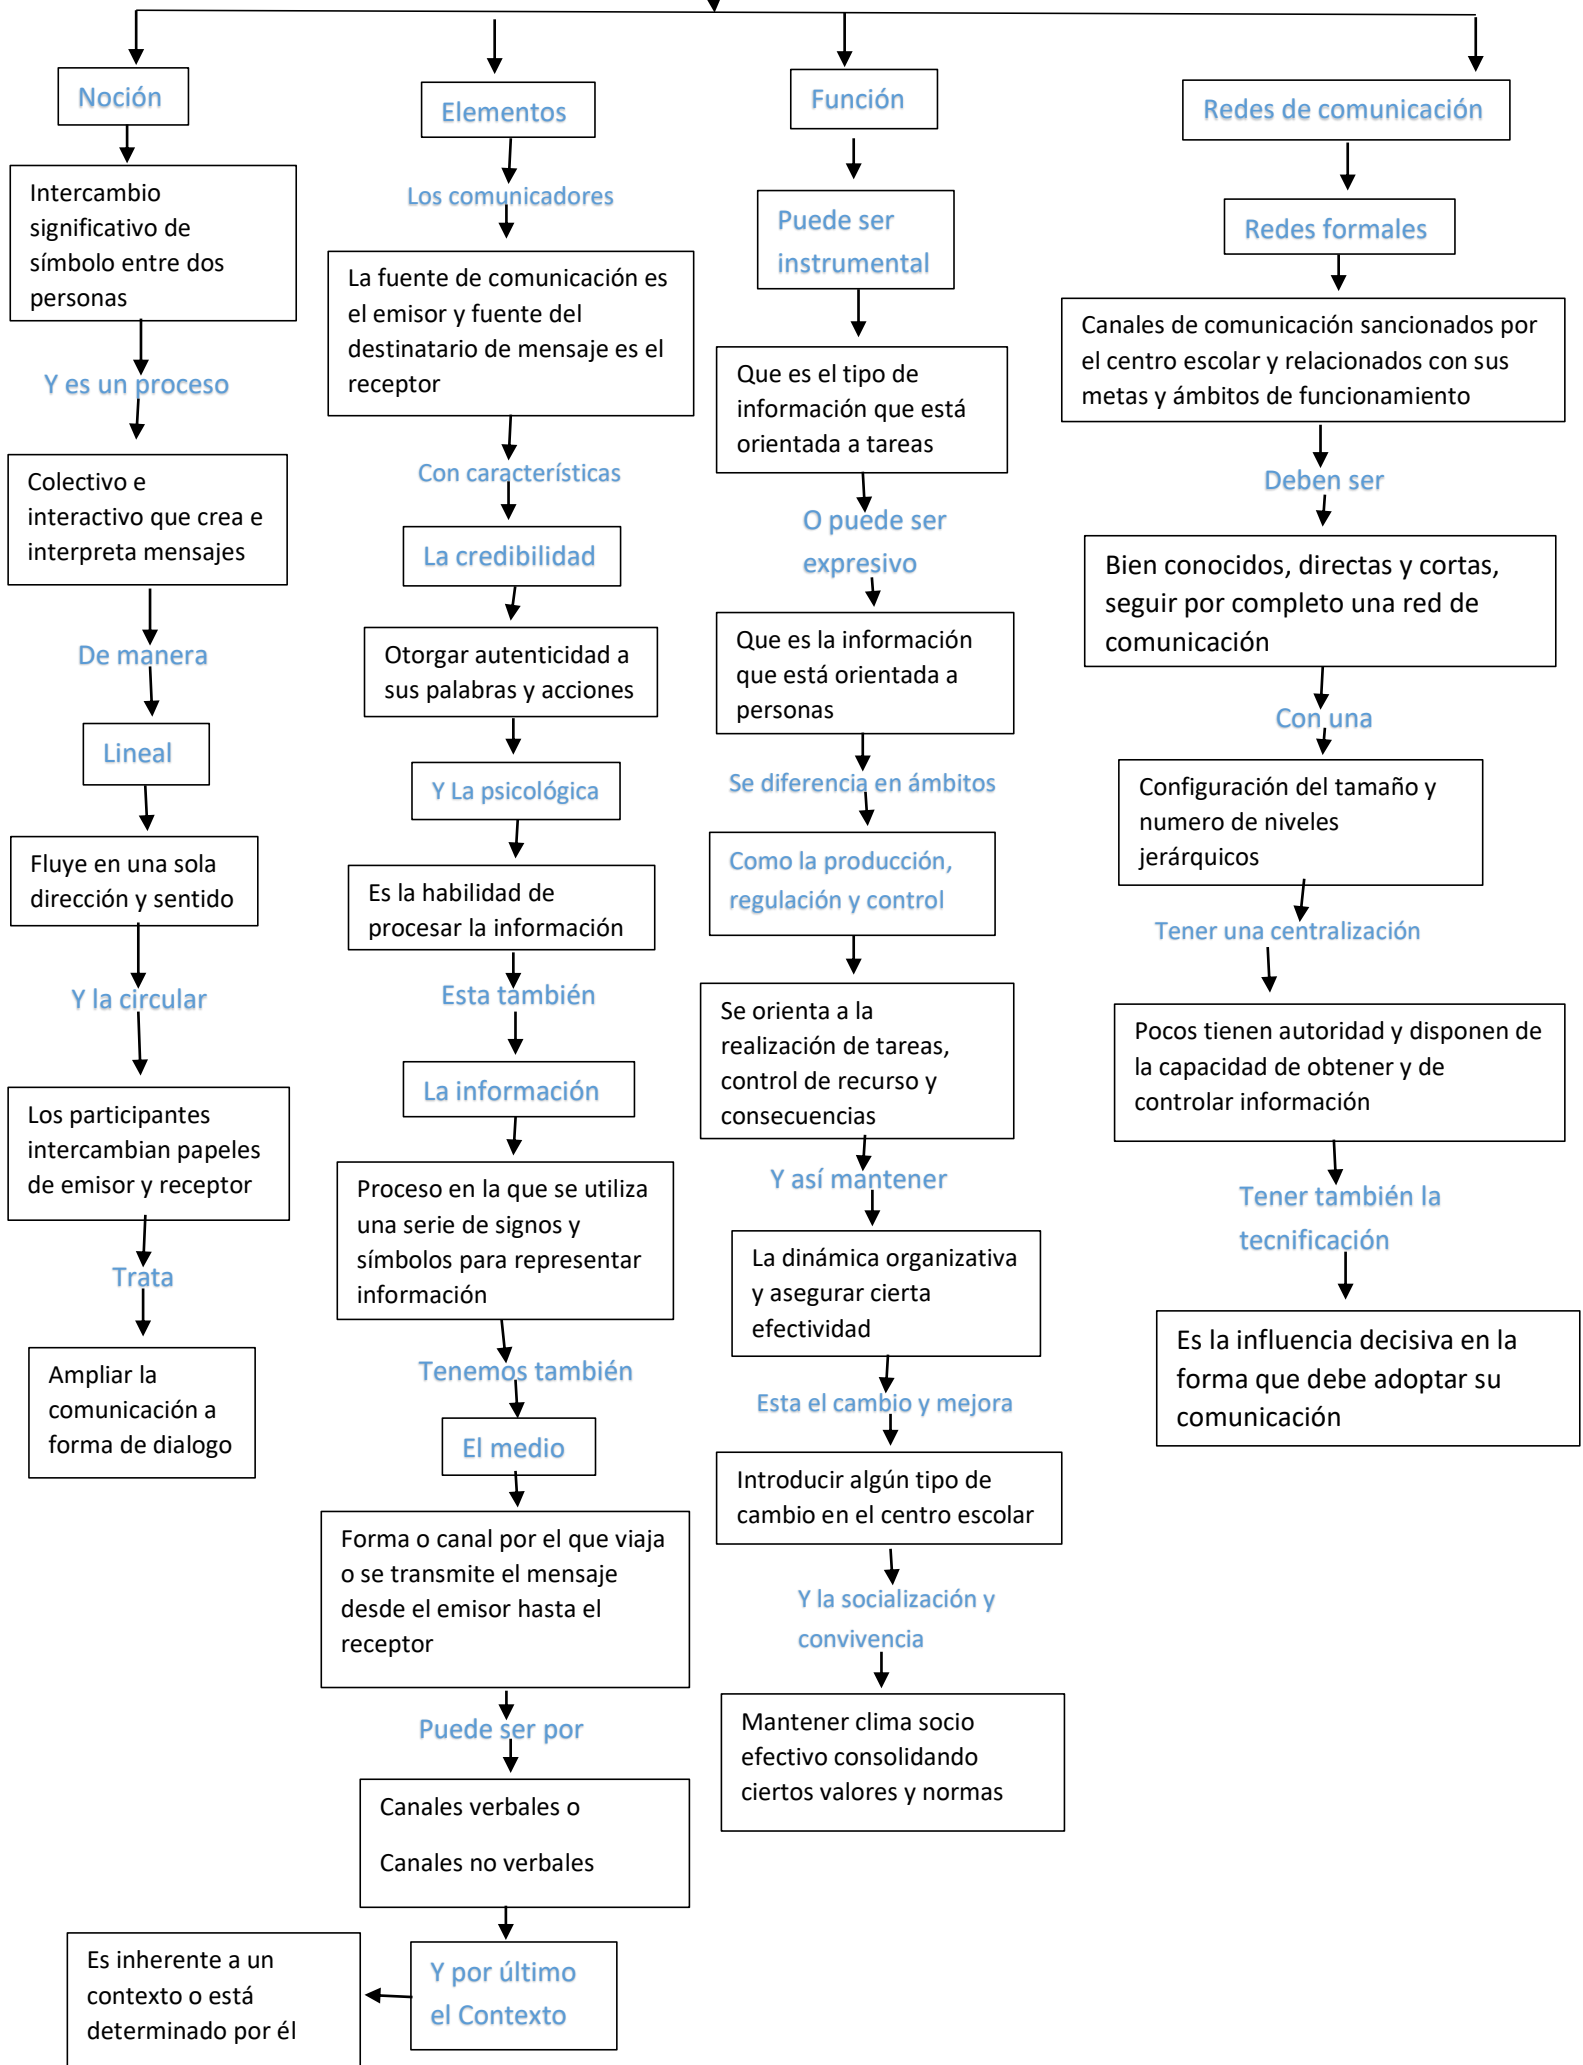 Noción
Intercambio
significativo de
símbolo entre dos
personas
Y es un proceso
Colectivo e
interactivo que crea e
interpreta mensajes
De manera
Lineal
Fluye en una sola
dirección y sentido
Y la circular
Los participantes
intercambian papeles
de emisor y receptor
Trata
Ampliar la
comunicación a
forma de dialogo
Elementos
Los comunicadores
La fuente de comunicación es
el emisor y fuente del
destinatario de mensaje es el
receptor
Con características
La credibilidad
Otorgar autenticidad a
sus palabras y acciones
Y La psicológica
Es la habilidad de
procesar la información
Esta también
La información
Proceso en la que se utiliza
una serie de signos y
símbolos para representar
información
Tenemos también
El medio
Forma o canal por el que viaja
o se transmite el mensaje
desde el emisor hasta el
receptor
Puede ser por
Canales verbales o
Canales no verbales
Y por último
el Contexto
Es inherente a un
contexto o está
determinado por él
Función
Puede ser
instrumental
Que es el tipo de
información que está
orientada a tareas
O puede ser
expresivo
Que es la información
que está orientada a
personas
Se diferencia en ámbitos
Como la producción,
regulación y control
Se orienta a la
realización de tareas,
control de recurso y
consecuencias
Y así mantener
La dinámica organizativa
y asegurar cierta
efectividad
Esta el cambio y mejora
Introducir algún tipo de
cambio en el centro escolar
Y la socialización y
convivencia
Mantener clima socio
efectivo consolidando
ciertos valores y normas
Redes de comunicación
Redes formales
Canales de comunicación sancionados por
el centro escolar y relacionados con sus
metas y ámbitos de funcionamiento
Deben ser
Bien conocidos, directas y cortas,
seguir por completo una red de
comunicación
Con una
Configuración del tamaño y
numero de niveles
jerárquicos
Tener una centralización
Pocos tienen autoridad y disponen de
la capacidad de obtener y de
controlar información
Tener también la
tecnificación
Es la influencia decisiva en la
forma que debe adoptar su
comunicación